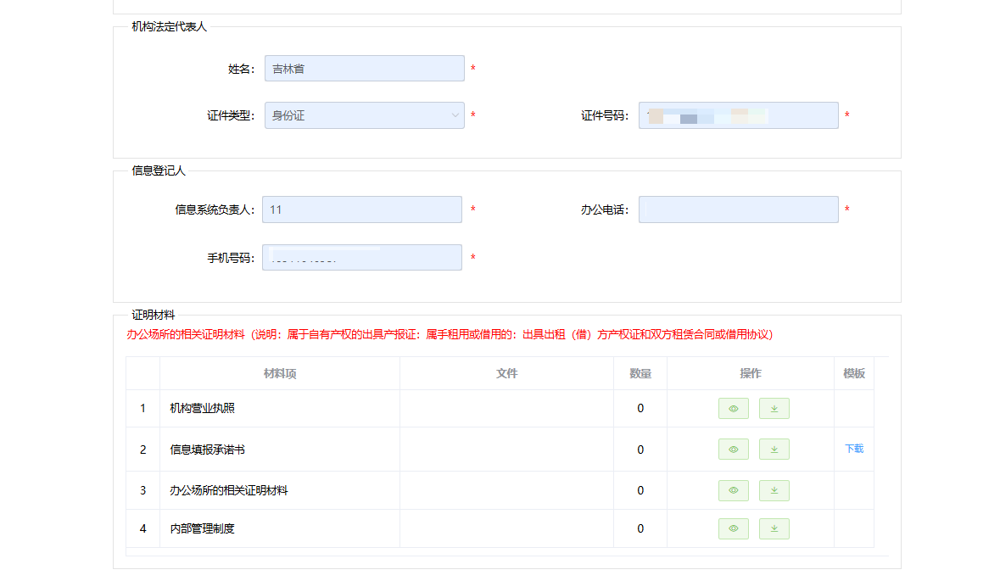 机构法定代表人
姓名： 吉林省 *
证件类型： 身份证 * 证件号码： *
信息登记人
信息系统负责人： 11 * 办公电话： *
手机号码： *
证明材料
办公场所的相关证明材料（说明：属于自有产权的出具产报证；属手租用或借用的：出具出租（借）方产权证和双方租赁合同或借用协议）
材料项 文件 数量 操作 模板
1 机构营业执照 0
2 信息填报承诺书 0 下载
3 办公场所的相关证明材料 0
4 内部管理制度 0